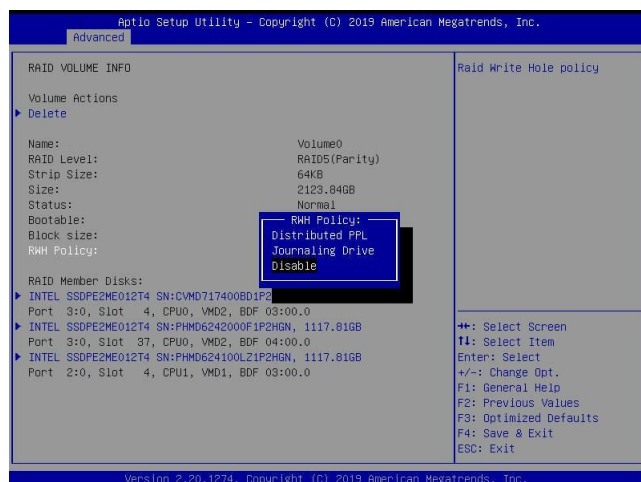 Aptio Setup Utility – Copyright (C) 2019 American Megatrends, Inc.
Advanced
RAID VOLUME INFO
Volume Actions
Delete
Name: Volume0
RAID Level: RAID5(Parity)
Strip Size: 64KB
Size: 2123.84GB
Status: Normal
Bootable:
Block size:
RWH Policy:
RWH Policy:
Distributed PPL
Journaling Drive
Disable
RAID Member Disks:
INTEL SSDPE2ME012T4 SN:CVMD717400BD1P2
Port 3:0, Slot 4, CPU0, VMD2, BDF 03:00.0
INTEL SSDPE2ME012T4 SN:PHMD6242000F1P2HGN, 1117.81GB
Port 3:0, Slot 37, CPU0, VMD2, BDF 04:00.0
INTEL SSDPE2ME012T4 SN:PHMD624100LZ1P2HGN, 1117.81GB
Port 2:0, Slot 4, CPU1, VMD1, BDF 03:00.0
Raid Write Hole policy
→←: Select Screen
↑↓: Select Item
Enter: Select
+/-: Change Opt.
F1: General Help
F2: Previous Values
F3: Optimized Defaults
F4: Save & Exit
ESC: Exit
Version 2.20.1274. Copyright (C) 2019 American Megatrends, Inc.